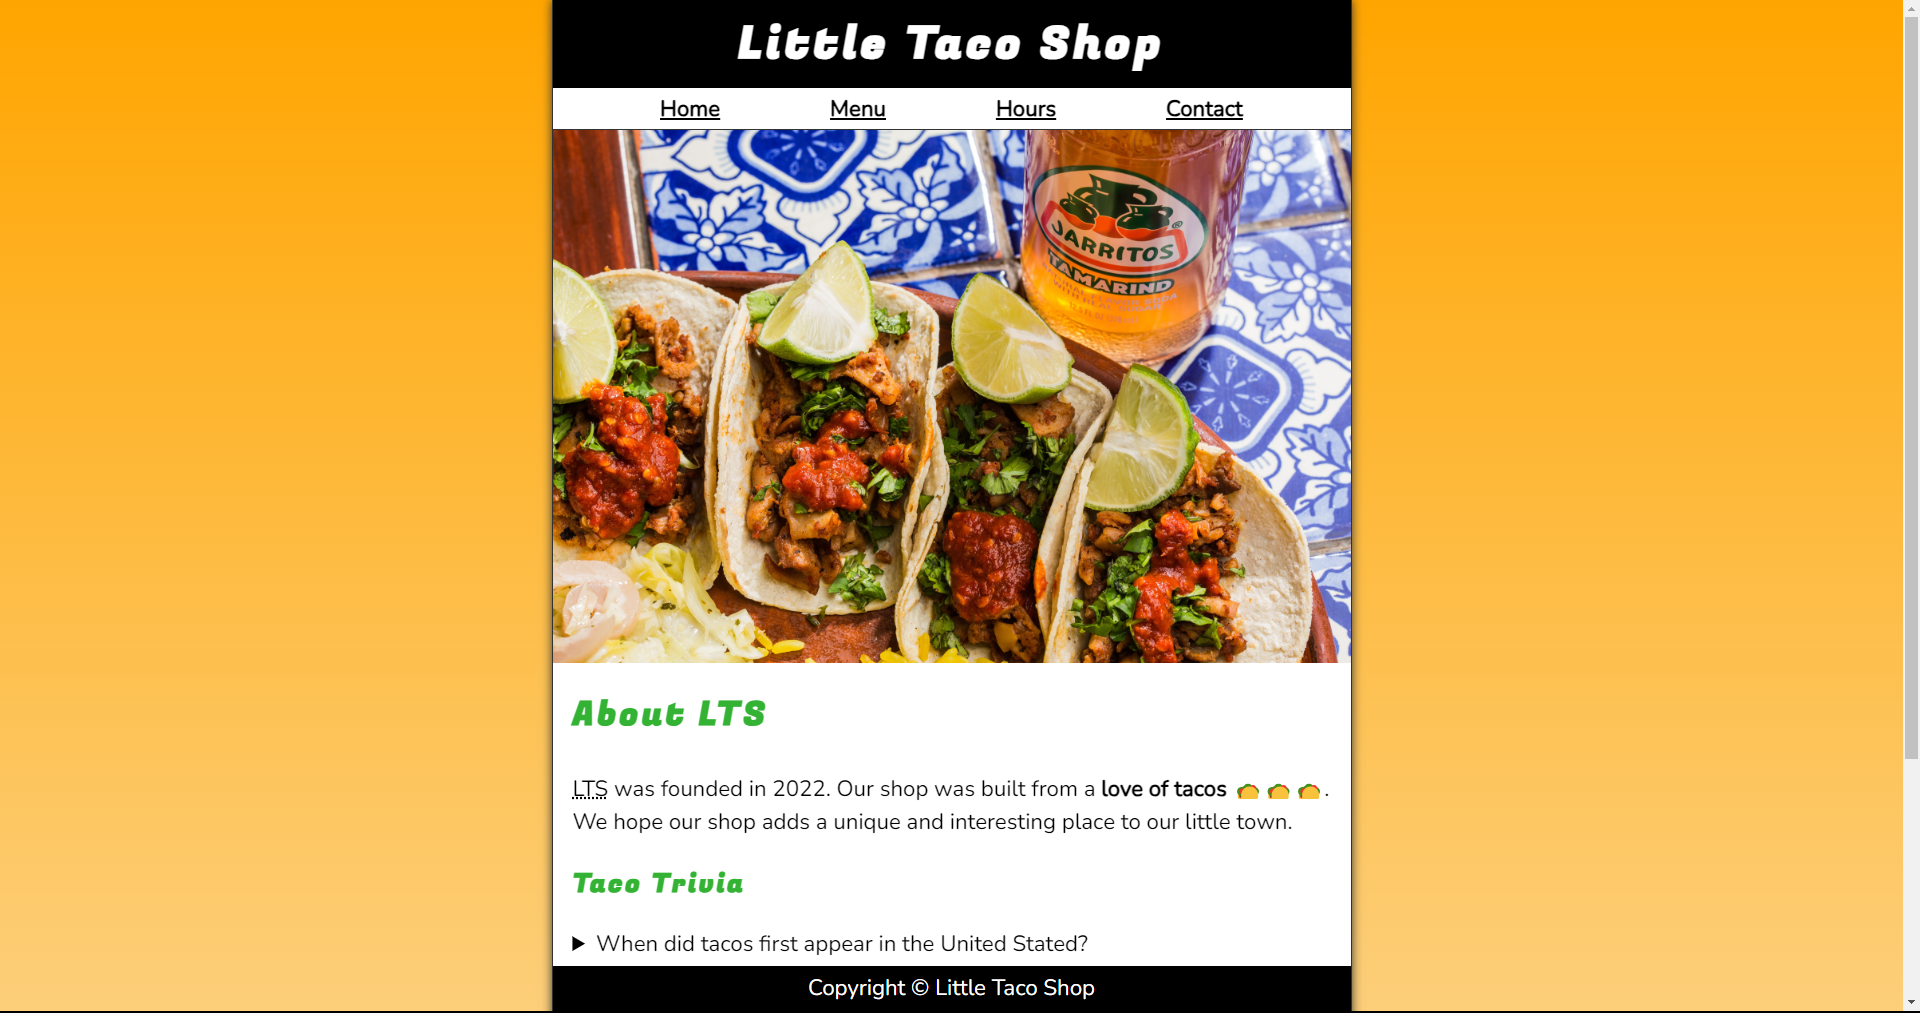 Little Taco Shop
Home Menu Hours Contact
JARRITOS
TAMARIND
About LTS
LTS was founded in 2022. Our shop was built from a love of tacos 🌮 🌮 🌮 .
We hope our shop adds a unique and interesting place to our little town.
Taco Trivia
▶ When did tacos first appear in the United Stated?
Copyright © Little Taco Shop